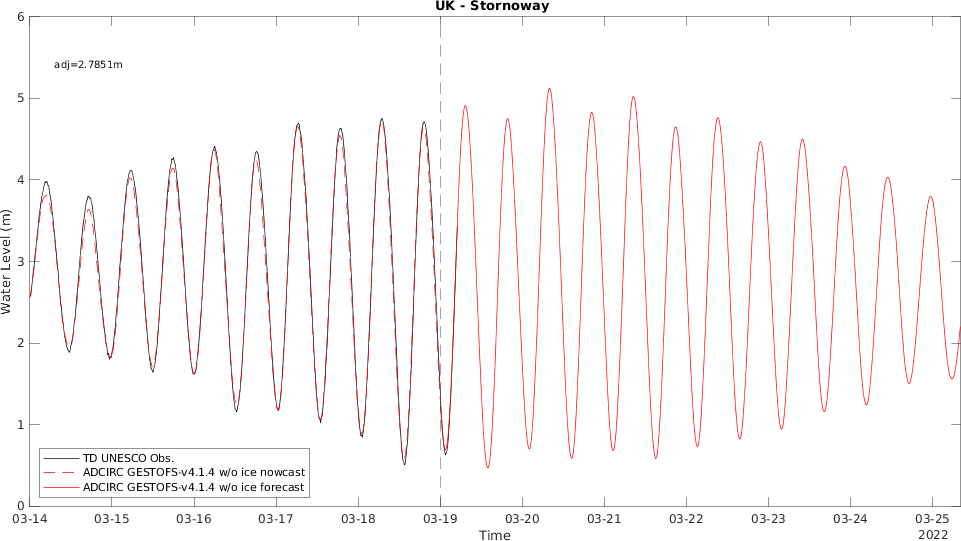 UK - Stornoway
6
adj=2.7851m
5
4
3
2
1
0
Water Level (m)
TD UNESCO Obs.
ADCIRC GESTOFS-v4.1.4 w/o ice nowcast
ADCIRC GESTOFS-v4.1.4 w/o ice forecast
03-14 03-15 03-16 03-17 03-18 03-19 03-20 03-21 03-22 03-23 03-24 03-25
Time
2022